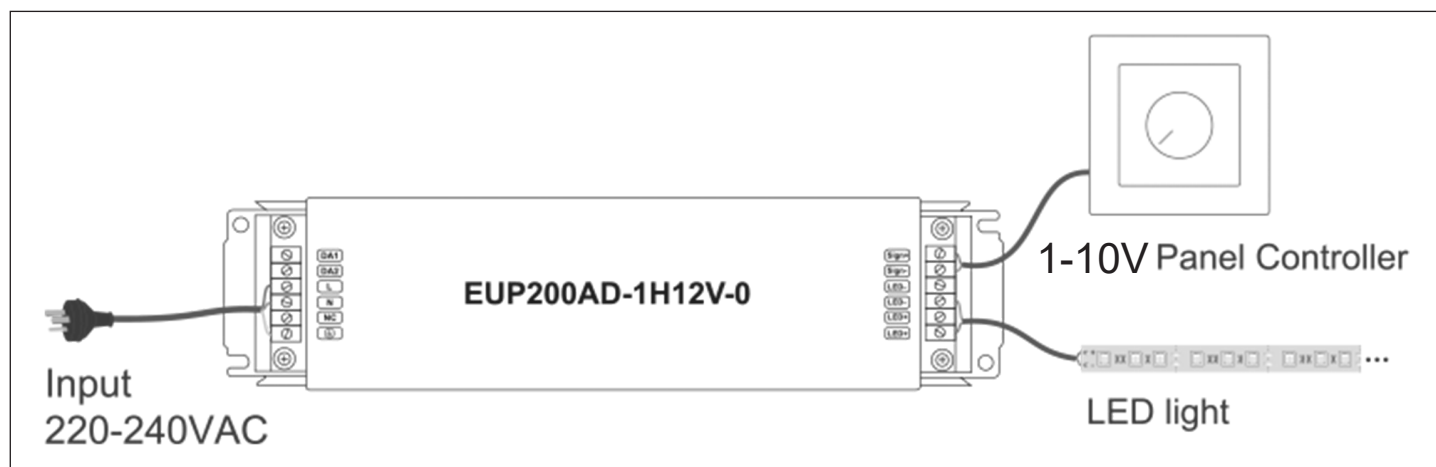 DA1
DA2
L
N
NC
EUP200AD-1H12V-0
Sign+
Sign-
LED-
LED-
LED+
LED+
1-10V Panel Controller
Input
220-240VAC
LED light